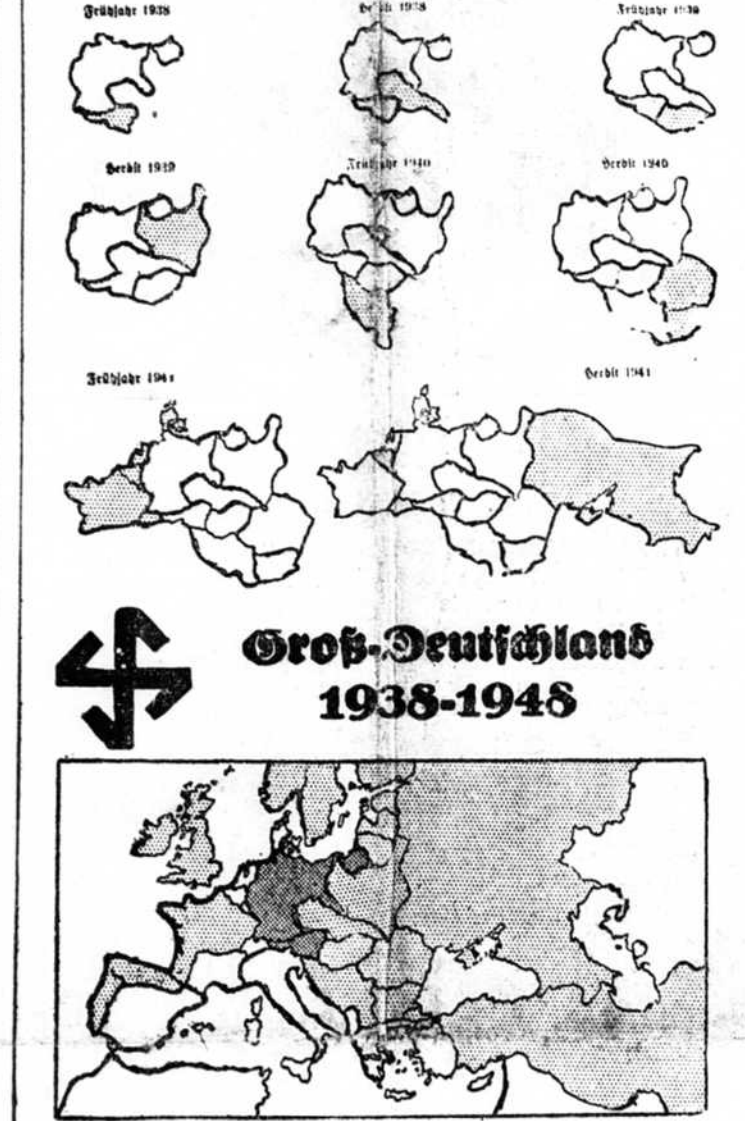 Frühjahr 1938
Herbst 1938
Frühjahr 1939
Herbst 1939
Frühjahr 1940
Herbst 1940
Frühjahr 1941
Herbst 1941
Groß-Deutschland
1938-1948